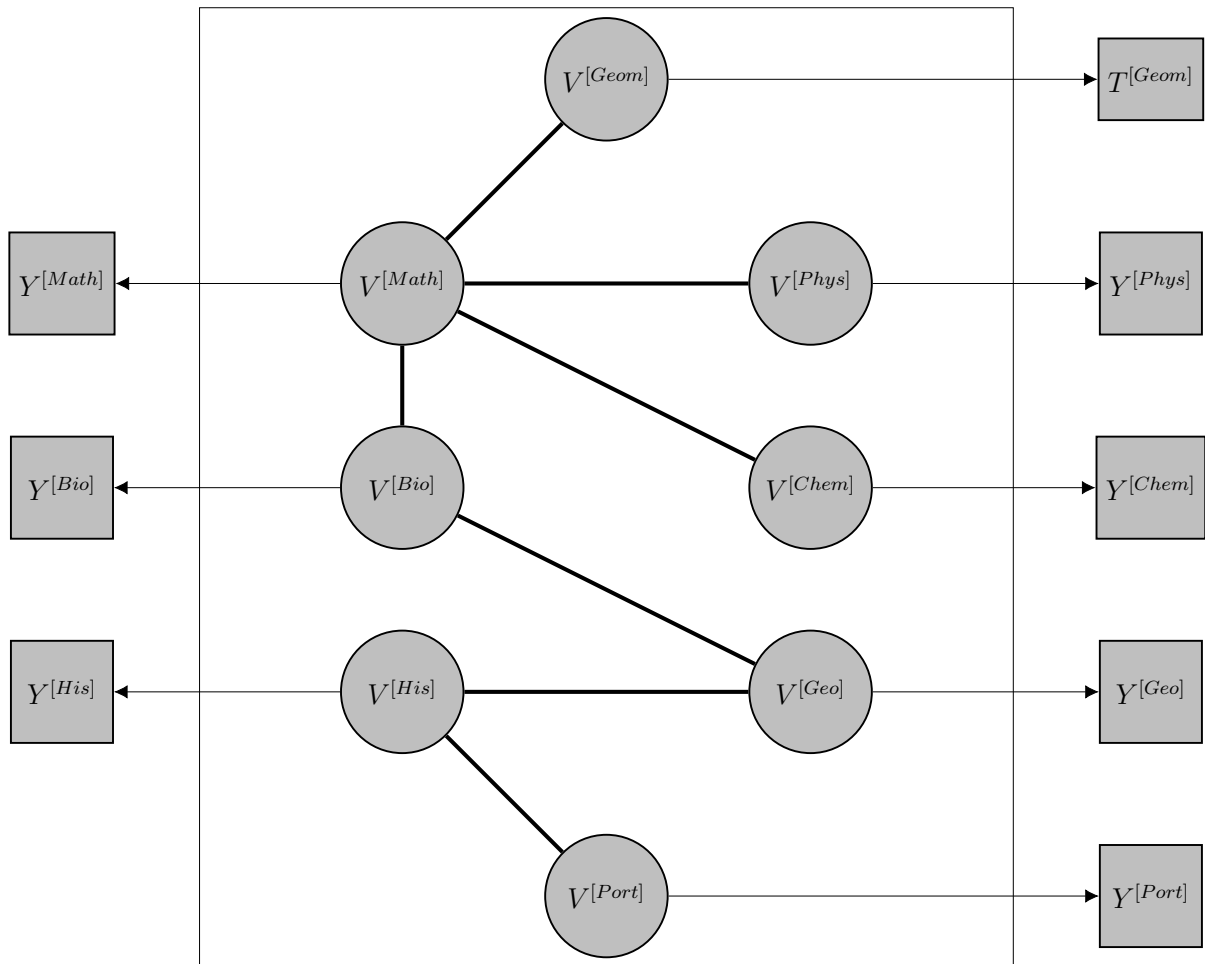 V^{[Geom]} T^{[Geom]}
Y^{[Math]} V^{[Math]} V^{[Phys]} Y^{[Phys]}
Y^{[Bio]} V^{[Bio]} V^{[Chem]} Y^{[Chem]}
Y^{[His]} V^{[His]} V^{[Geo]} Y^{[Geo]}
V^{[Port]} Y^{[Port]}